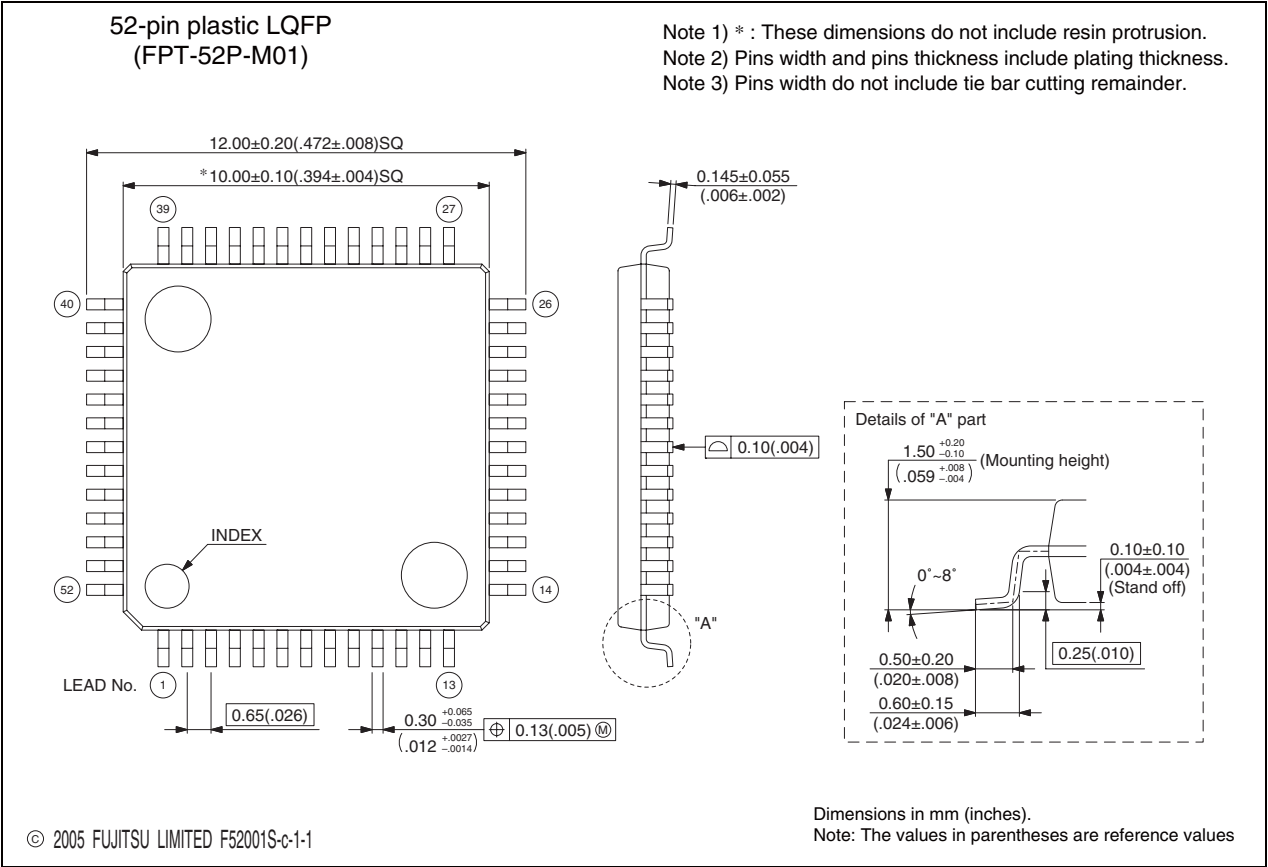 52-pin plastic LQFP
(FPT-52P-M01)
Note 1) * : These dimensions do not include resin protrusion.
Note 2) Pins width and pins thickness include plating thickness.
Note 3) Pins width do not include tie bar cutting remainder.
12.00±0.20(.472±.008)SQ
*10.00±0.10(.394±.004)SQ
39
27
40
26
INDEX
52
14
LEAD No.
1
13
0.65(.026)
0.30 +0.065 −0.035
(.012 +.0027 −.0014)
⌖ 0.13(.005) Ⓜ
0.145±0.055
(.006±.002)
⌓ 0.10(.004)
"A"
Details of "A" part
1.50 +0.20 −0.10
(.059 +.008 −.004)
(Mounting height)
0˚~8˚
0.10±0.10
(.004±.004)
(Stand off)
0.25(.010)
0.50±0.20
(.020±.008)
0.60±0.15
(.024±.006)
© 2005 FUJITSU LIMITED F52001S-c-1-1
Dimensions in mm (inches).
Note: The values in parentheses are reference values